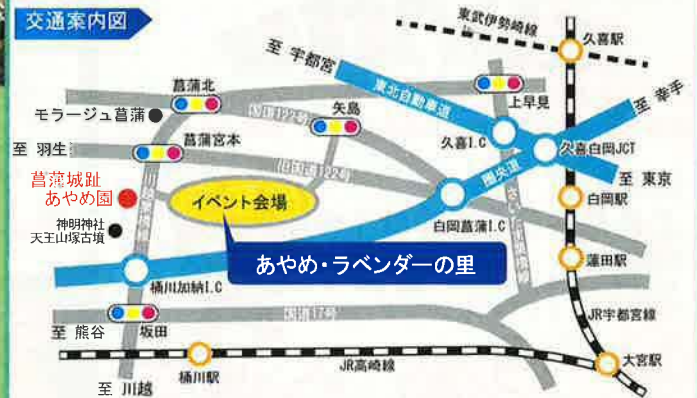 交通案内図
東武伊勢崎線
久喜駅
至 宇都宮
東北自動車道
菖蒲北
上早見
至 幸手
モラージュ菖蒲
国道122号
矢島
久喜I.C
久喜白岡JCT
至 羽生
菖蒲宮本
旧国道122号
圏央道
至 東京
菖蒲城趾
あやめ園
イベント会場
白岡駅
神明神社
天王山塚古墳
白岡菖蒲I.C
あやめ・ラベンダーの里
蓮田駅
桶川加納I.C
至 熊谷
坂田
国道17号
JR宇都宮線
桶川駅
JR高崎線
大宮駅
至 川越